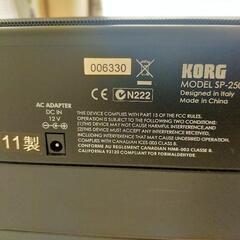 006330
KORG
MODEL SP-250
Designed in Italy
Made in China
CE
N222
AC ADAPTER
DC IN
12 V
11製
THIS DEVICE COMPLIES WITH PART 15 OF THE FCC RULES.
OPERATION IS SUBJECT TO THE FOLLOWING TWO CONDITIONS:
(1) THIS DEVICE MAY NOT CAUSE HARMFUL INTERFERENCE, AND
(2) THIS DEVICE MUST ACCEPT ANY INTERFERENCE RECEIVED,
INCLUDING INTERFERENCE THAT MAY CAUSE UNDESIRED OPERATION.
COMPLIES WITH CANADIAN ICES-003 CLASS B.
CONFORME AU REGLEMENT CANADIEN NMB-003 CLASSE B.
CALIFORNIA 93120 COMPLIANT FOR FORMALDEHYDE.